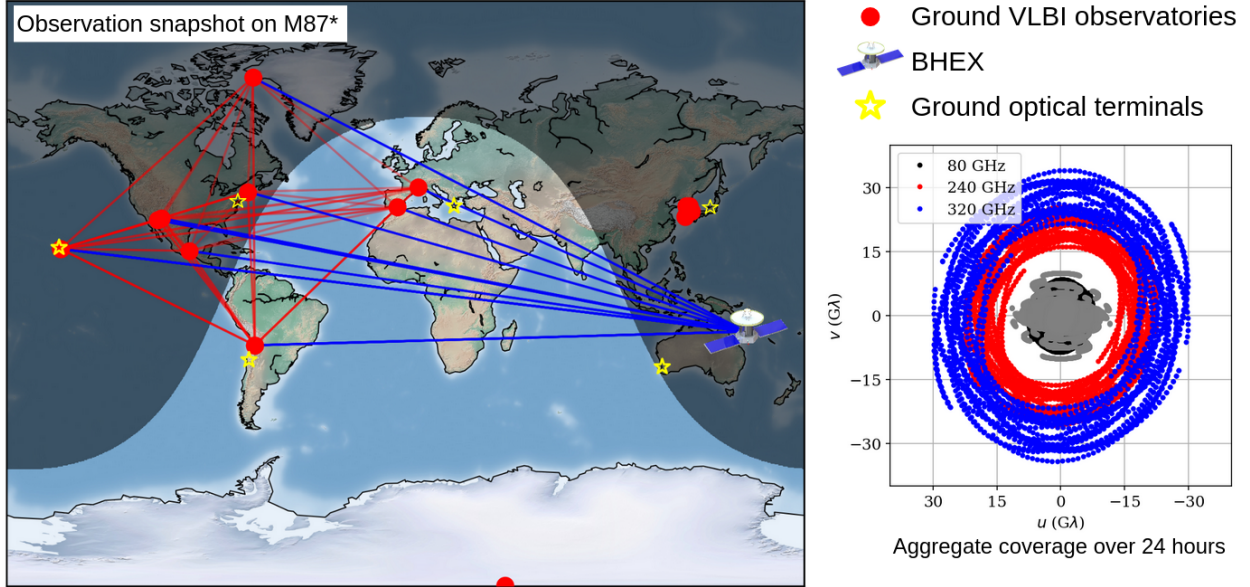 Observation snapshot on M87*
Ground VLBI observatories
BHEX
Ground optical terminals
80 GHz
240 GHz
320 GHz
30
15
0
−15
−30
v (Gλ)
30 15 0 −15 −30
u (Gλ)
Aggregate coverage over 24 hours